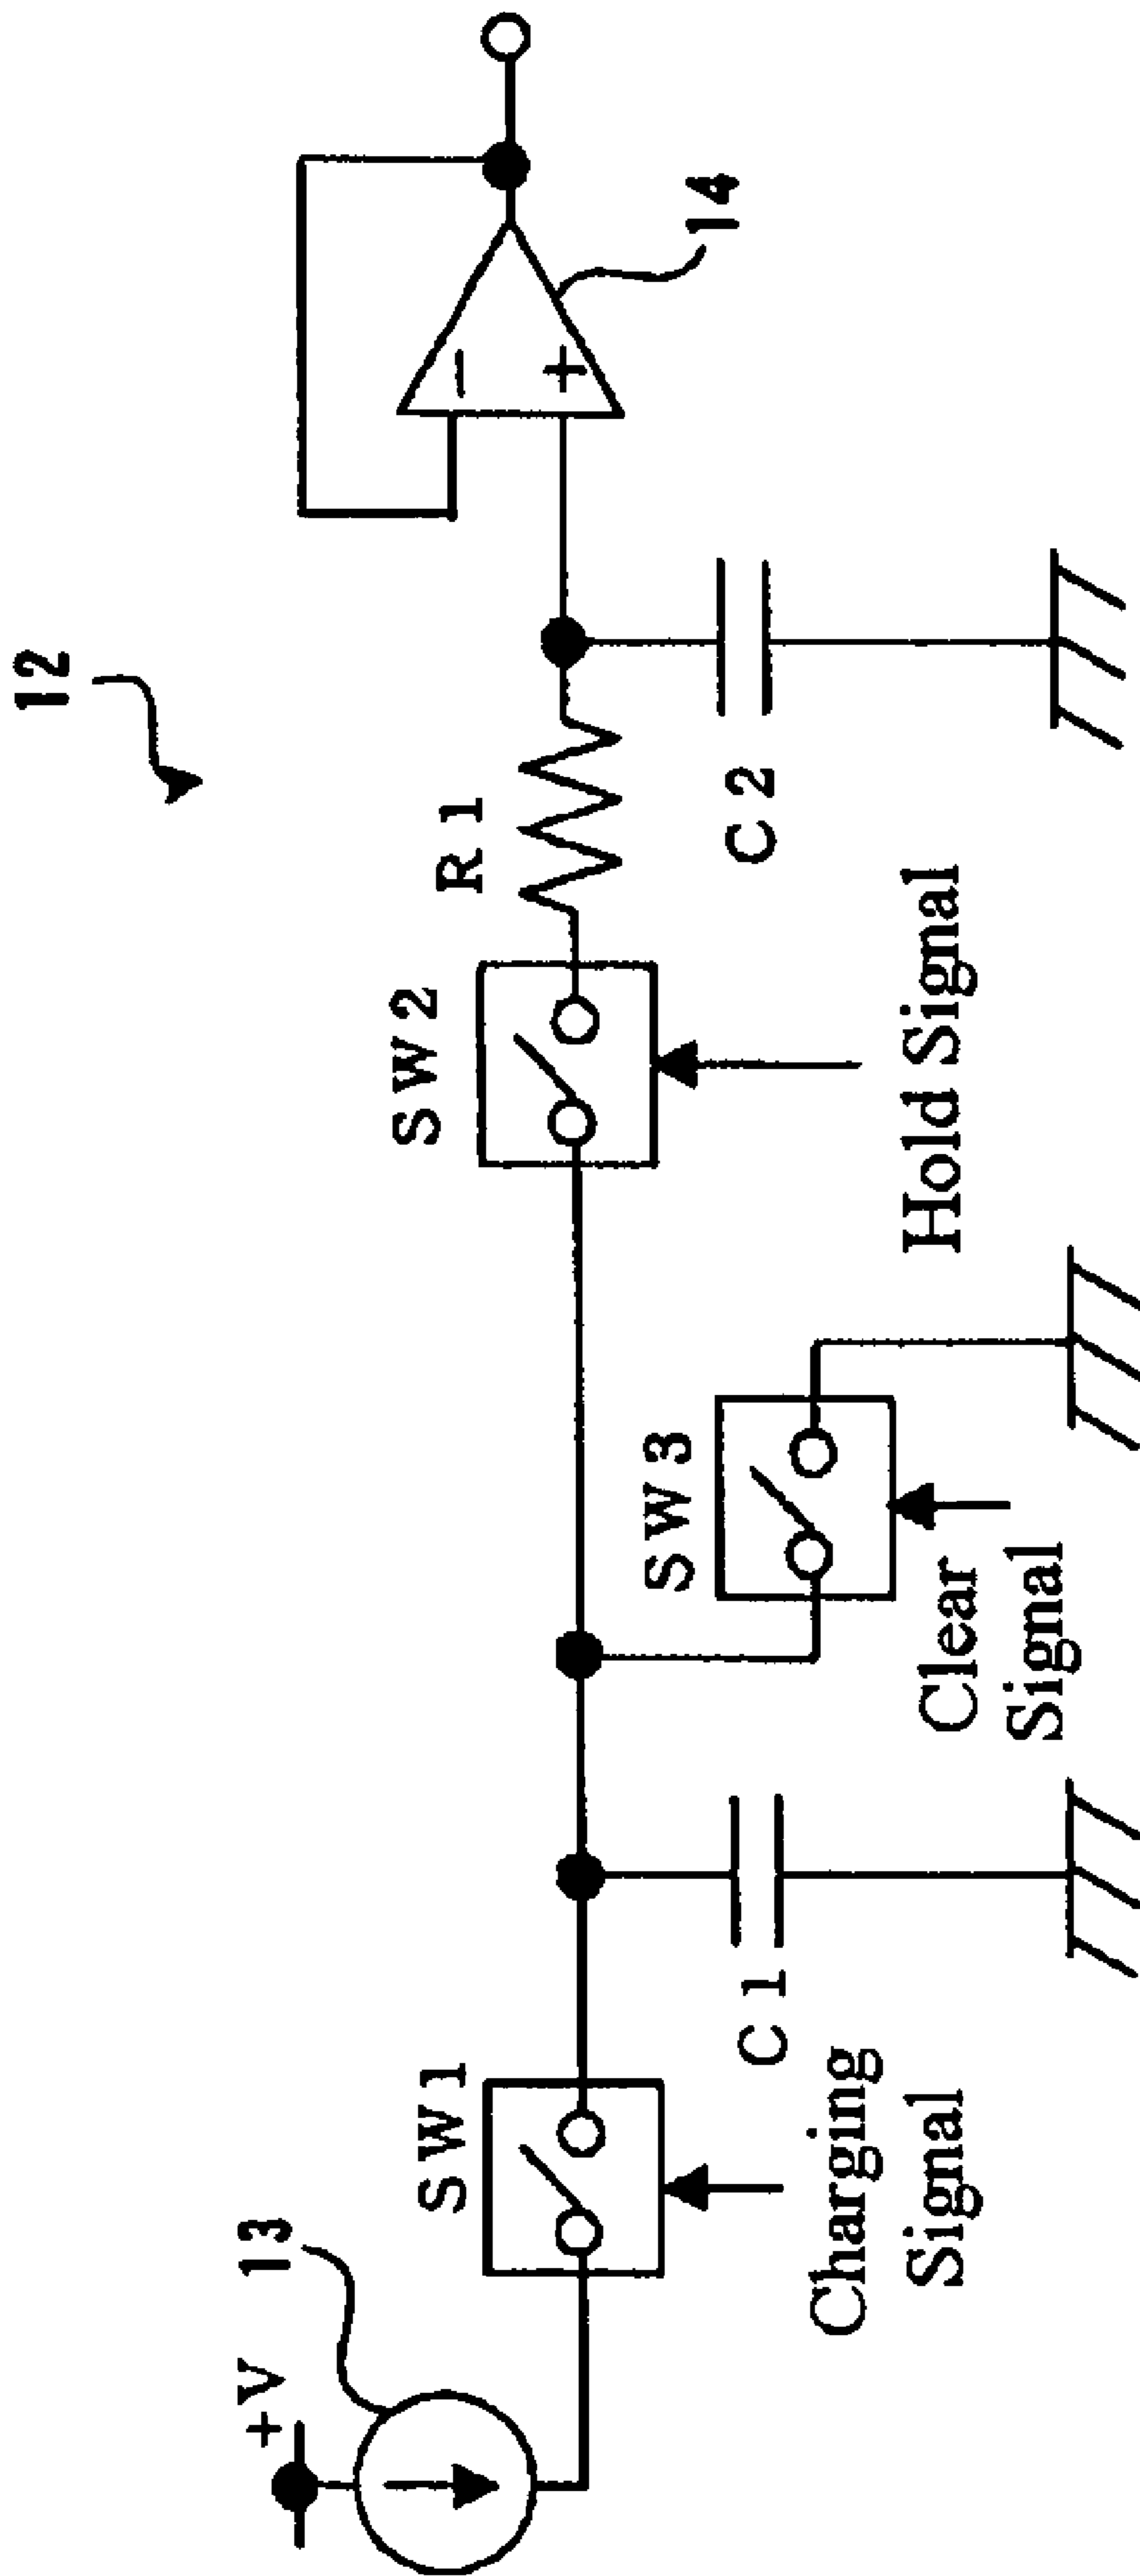 12
+V
13
SW1
Charging
Signal
C1
SW3
Clear
Signal
SW2
Hold Signal
R1
C2
−
+
14